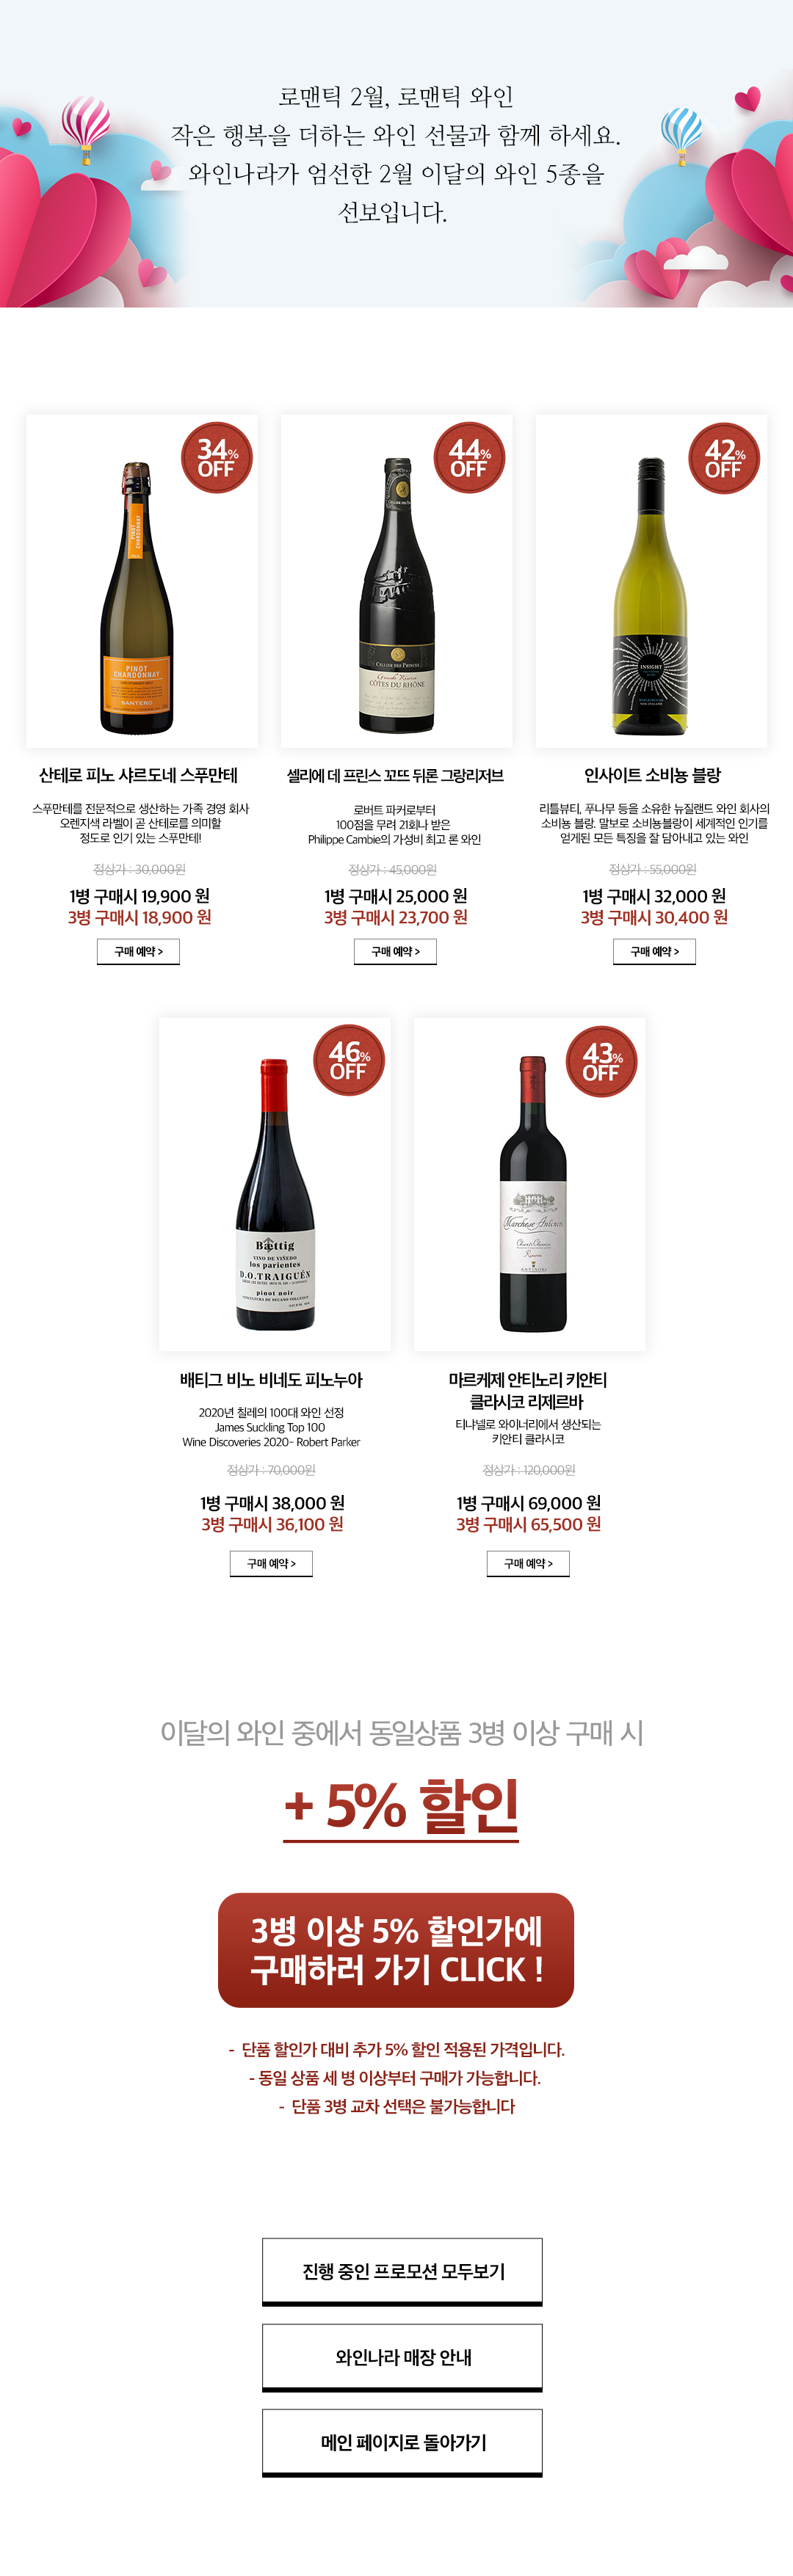 로맨틱 2월, 로맨틱 와인
작은 행복을 더하는 와인 선물과 함께 하세요.
와인나라가 엄선한 2월 이달의 와인 5종을
선보입니다.
34%
OFF
44%
OFF
42%
OFF
PINOT
CHARDONNAY
PINOT
CHARDONNAY
SANTERO
CELLIER DES PRINCES
Grande Réserve
CÔTES DU RHÔNE
INSIGHT
NEW ZEALAND
산테로 피노 샤르도네 스푸만테
스푸만테를 전문적으로 생산하는 가족 경영 회사
오렌지색 라벨이 곧 산테로를 의미할
정도로 인기 있는 스푸만테!
정상가 : 30,000원
1병 구매시 19,900 원
3병 구매시 18,900 원
구매 예약 >
셀리에 데 프린스 꼬뜨 뒤론 그랑리저브
로버트 파커로부터
100점을 무려 21회나 받은
Philippe Cambie의 가성비 최고 론 와인
정상가 : 45,000원
1병 구매시 25,000 원
3병 구매시 23,700 원
구매 예약 >
인사이트 소비뇽 블랑
리틀뷰티, 푸나무 등을 소유한 뉴질랜드 와인 회사의
소비뇽 블랑. 말보로 소비뇽블랑이 세계적인 인기를
얻게된 모든 특징을 잘 담아내고 있는 와인
정상가 : 55,000원
1병 구매시 32,000 원
3병 구매시 30,400 원
구매 예약 >
46%
OFF
43%
OFF
Bættig
VINO DE VIÑEDO
los parientes
D.O.TRAIGUÉN
pinot noir
Marchese Antinori
Chianti Classico
Riserva
ANTINORI
배티그 비노 비네도 피노누아
2020년 칠레의 100대 와인 선정
James Suckling Top 100
Wine Discoveries 2020- Robert Parker
정상가 : 70,000원
1병 구매시 38,000 원
3병 구매시 36,100 원
구매 예약 >
마르케제 안티노리 키안티
클라시코 리제르바
티냐넬로 와이너리에서 생산되는
키안티 클라시코
정상가 : 120,000원
1병 구매시 69,000 원
3병 구매시 65,500 원
구매 예약 >
이달의 와인 중에서 동일상품 3병 이상 구매 시
+ 5% 할인
3병 이상 5% 할인가에
구매하러 가기 CLICK !
- 단품 할인가 대비 추가 5% 할인 적용된 가격입니다.
- 동일 상품 세 병 이상부터 구매가 가능합니다.
- 단품 3병 교차 선택은 불가능합니다
진행 중인 프로모션 모두보기
와인나라 매장 안내
메인 페이지로 돌아가기